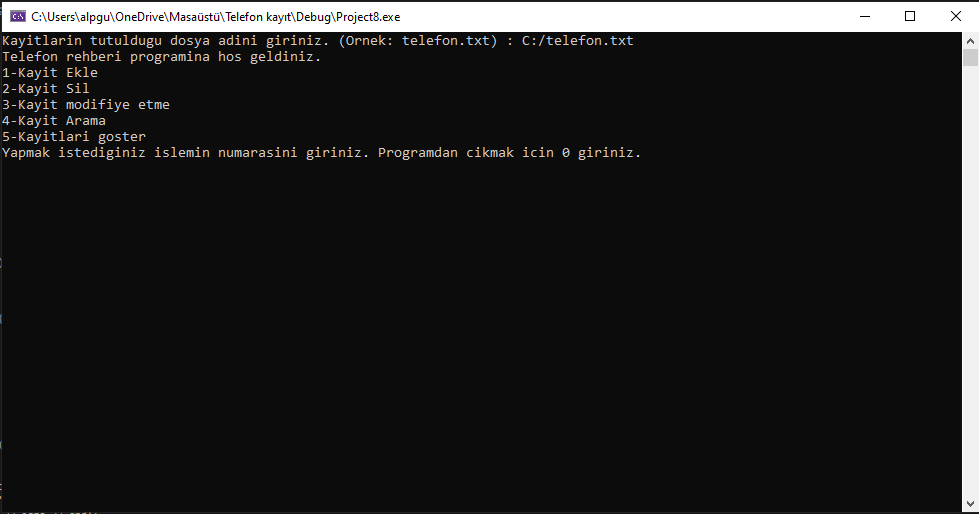 C:\Users\alpgu\OneDrive\Masaüstü\Telefon kayıt\Debug\Project8.exe
Kayitlarin tutuldugu dosya adini giriniz. (Ornek: telefon.txt) : C:/telefon.txt
Telefon rehberi programina hos geldiniz.
1-Kayit Ekle
2-Kayit Sil
3-Kayit modifiye etme
4-Kayit Arama
5-Kayitlari goster
Yapmak istediginiz islemin numarasini giriniz. Programdan cikmak icin 0 giriniz.